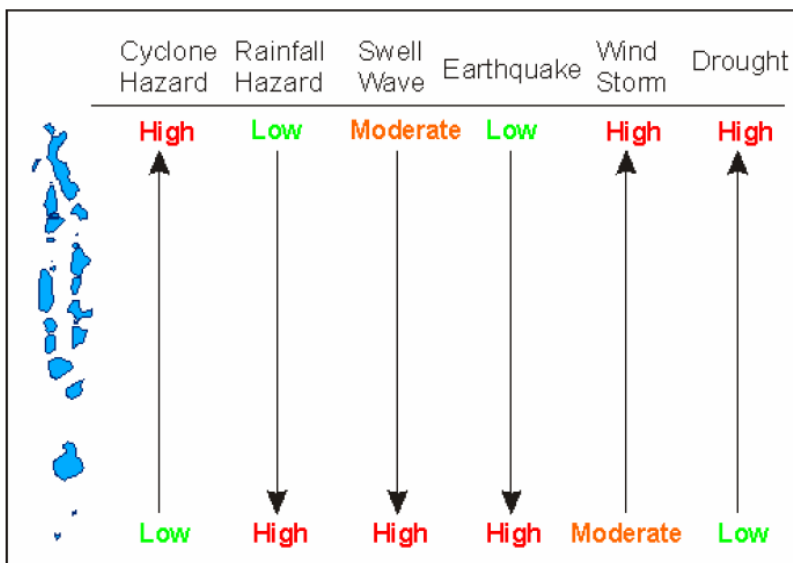 Cyclone Hazard
Rainfall Hazard
Swell Wave
Earthquake
Wind Storm
Drought
High Low Moderate Low High High
Low High High High Moderate Low